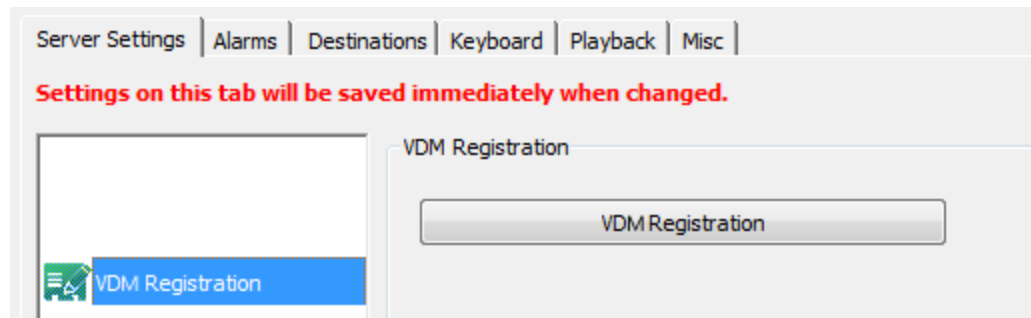 Server Settings Alarms Destinations Keyboard Playback Misc
Settings on this tab will be saved immediately when changed.
VDM Registration
VDM Registration
VDM Registration